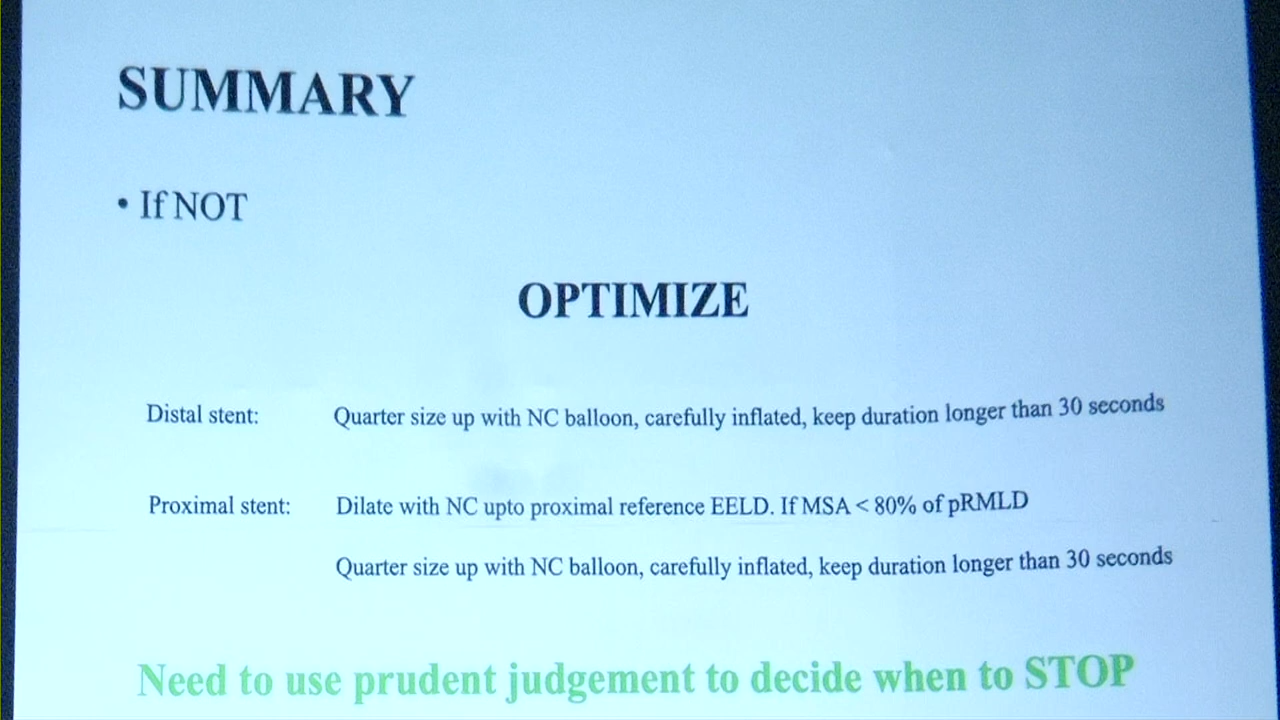 SUMMARY
• If NOT
OPTIMIZE
Distal stent: Quarter size up with NC balloon, carefully inflated, keep duration longer than 30 seconds
Proximal stent: Dilate with NC upto proximal reference EELD. If MSA < 80% of pRMLD
Quarter size up with NC balloon, carefully inflated, keep duration longer than 30 seconds
Need to use prudent judgement to decide when to STOP